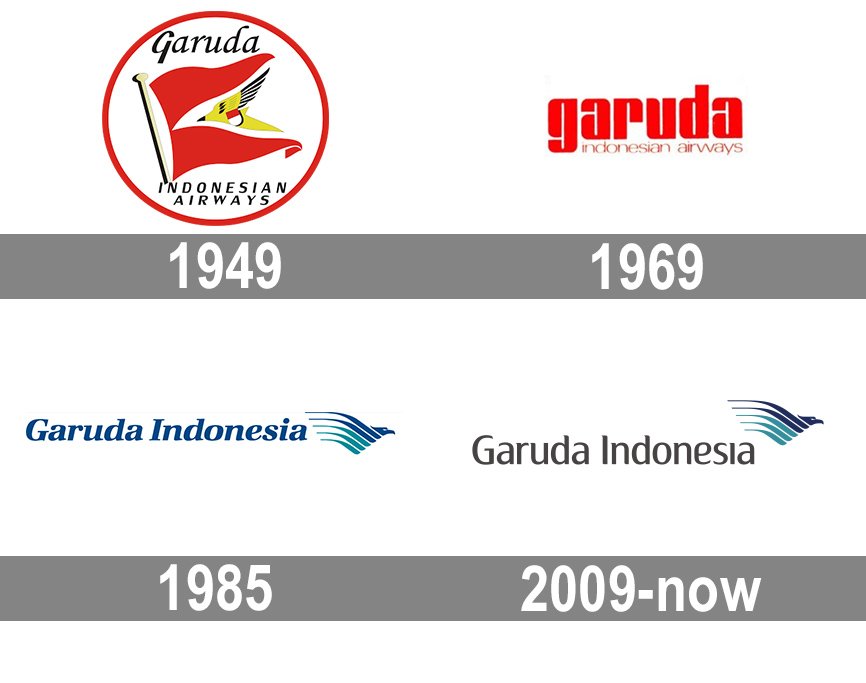 Garuda
INDONESIAN
AIRWAYS
garuda
indonesian airways
1949
1969
Garuda Indonesia
Garuda Indonesia
1985
2009-now